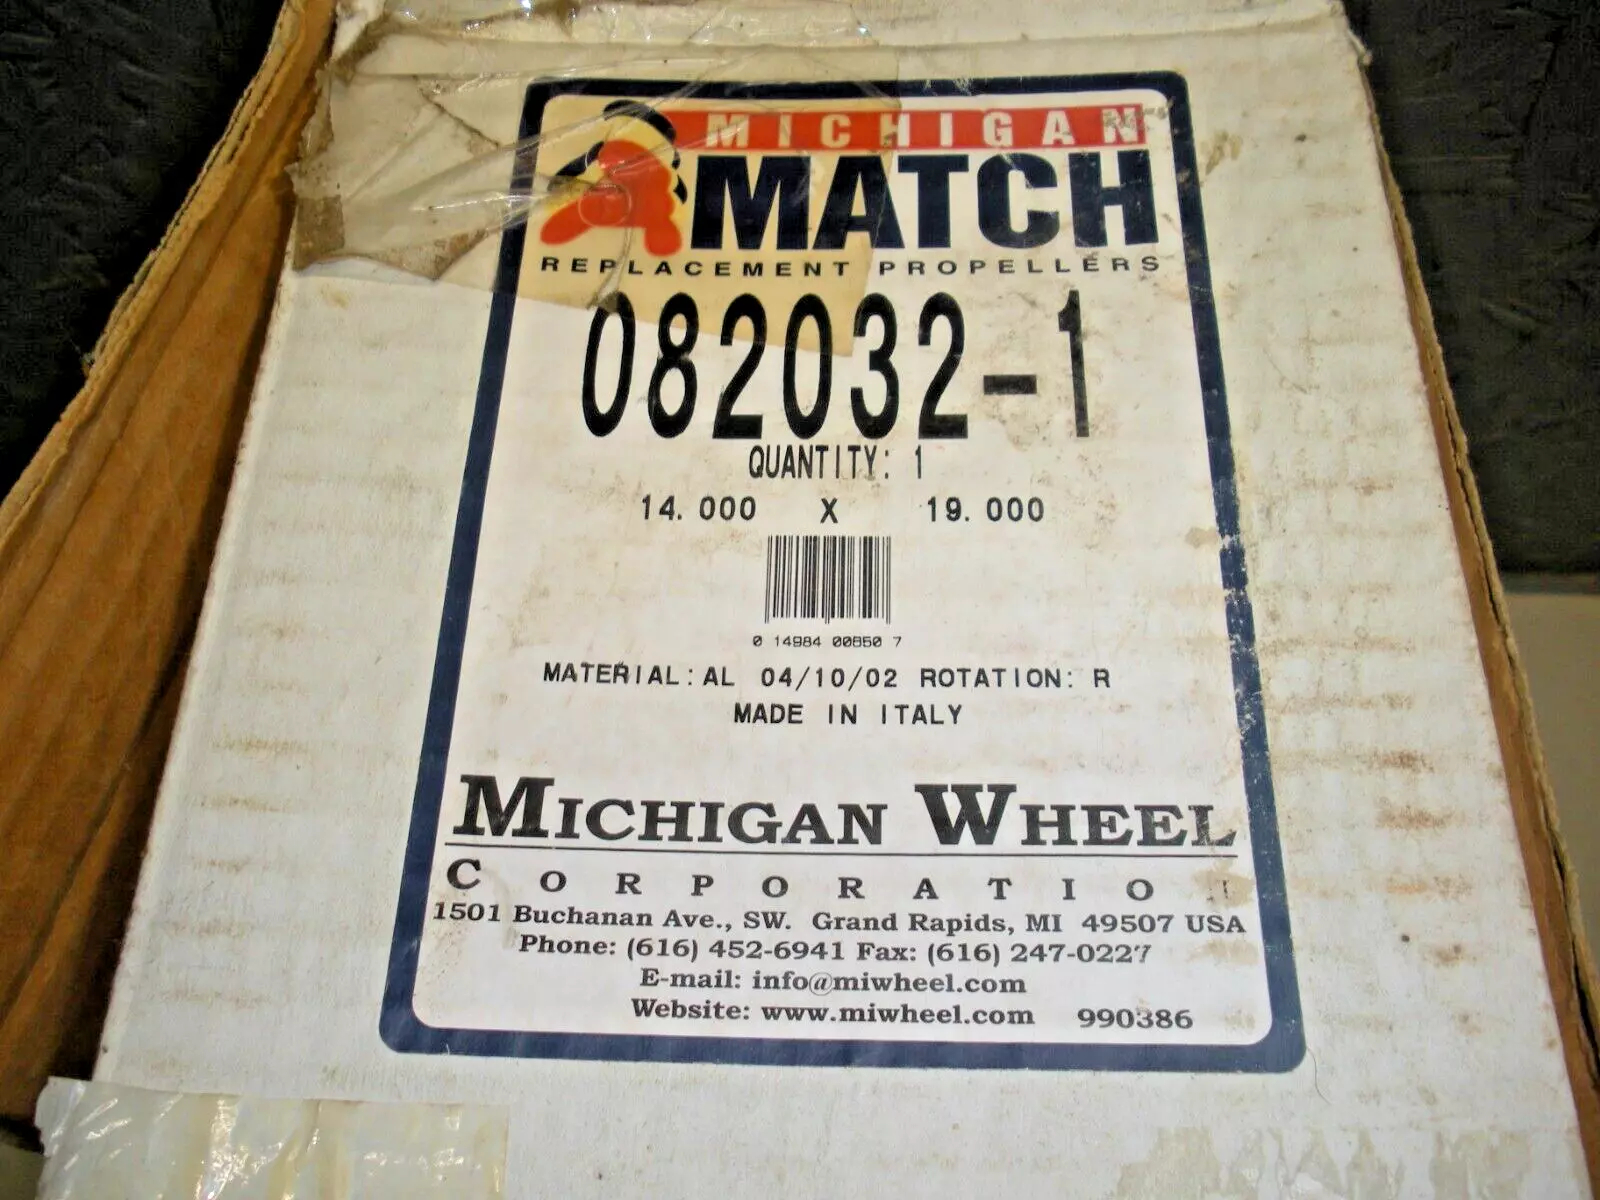 MICHIGAN
MATCH
REPLACEMENT PROPELLERS
082032-1
QUANTITY: 1
14.000 X 19.000
0 14984 00850 7
MATERIAL: AL 04/10/02 ROTATION: R
MADE IN ITALY
MICHIGAN WHEEL
CORPORATIO
1501 Buchanan Ave., SW. Grand Rapids, MI 49507 USA
Phone: (616) 452-6941 Fax: (616) 247-0227
E-mail: info@miwheel.com
Website: www.miwheel.com 990386